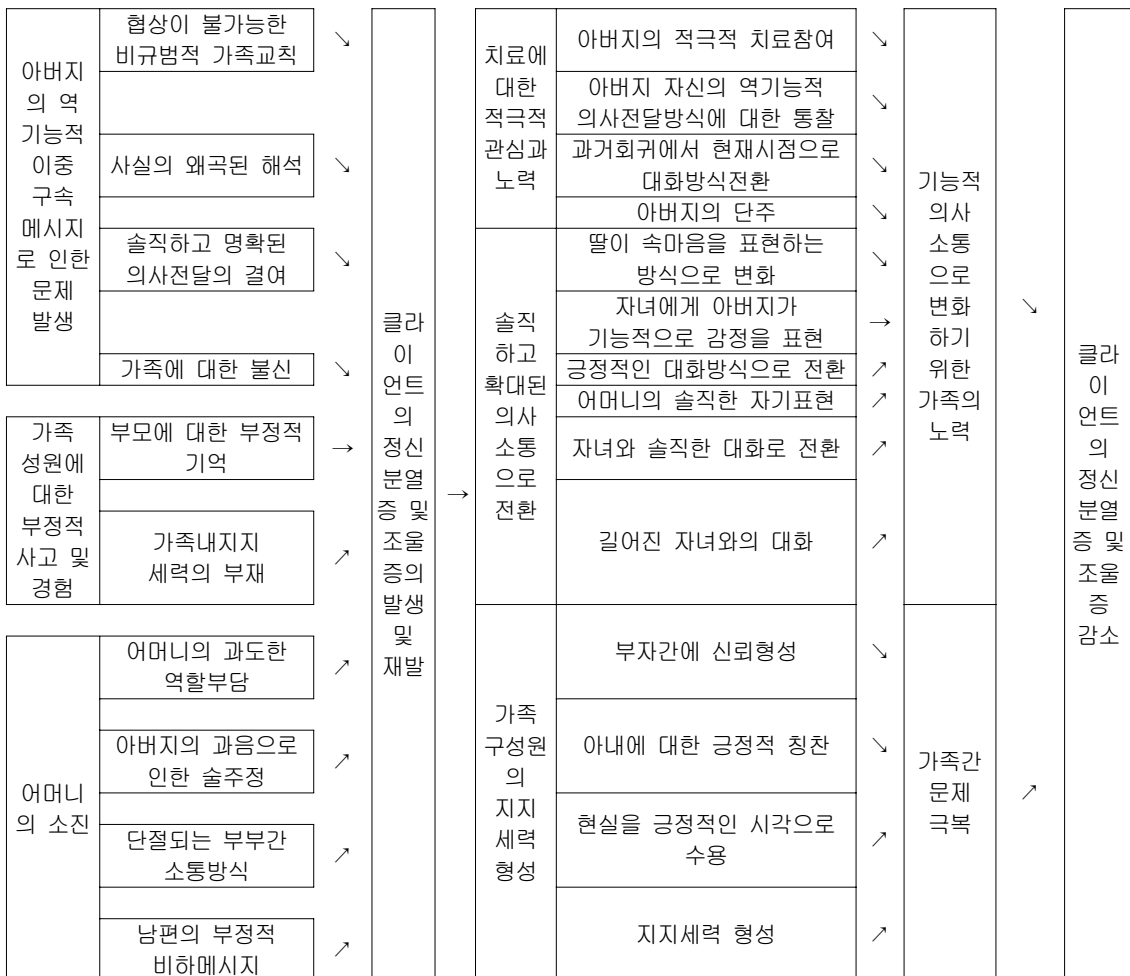 아버지
의 역
기능적
이중
구속
메시지
로 인한
문제
발생
협상이 불가능한
비규범적 가족교칙
↘
사실의 왜곡된 해석
↘
솔직하고 명확된
의사전달의 결여
↘
가족에 대한 불신
↘
가족
성원에
대한
부정적
사고 및
경험
부모에 대한 부정적
기억
→
가족내지지
세력의 부재
↗
어머니
의 소진
어머니의 과도한
역할부담
↗
아버지의 과음으로
인한 술주정
↗
단절되는 부부간
소통방식
↗
남편의 부정적
비하메시지
↗
클라
이
언트
의
정신
분열
증 및
조울
증의
발생
및
재발
→
치료에
대한
적극적
관심과
노력
아버지의 적극적 치료참여
↘
아버지 자신의 역기능적
의사전달방식에 대한 통찰
↘
과거회귀에서 현재시점으로
대화방식전환
↘
아버지의 단주
↘
솔직
하고
확대된
의사
소통
으로
전환
딸이 속마음을 표현하는
방식으로 변화
↘
자녀에게 아버지가
기능적으로 감정을 표현
→
긍정적인 대화방식으로 전환
↗
어머니의 솔직한 자기표현
↗
자녀와 솔직한 대화로 전환
↗
길어진 자녀와의 대화
↗
가족
구성원
의
지지
세력
형성
부자간에 신뢰형성
↘
아내에 대한 긍정적 칭찬
↘
현실을 긍정적인 시각으로
수용
↗
지지세력 형성
↗
기능적
의사
소통
으로
변화
하기
위한
가족의
노력
↘
가족간
문제
극복
↗
클라
이
언트
의
정신
분열
증 및
조울
증
감소